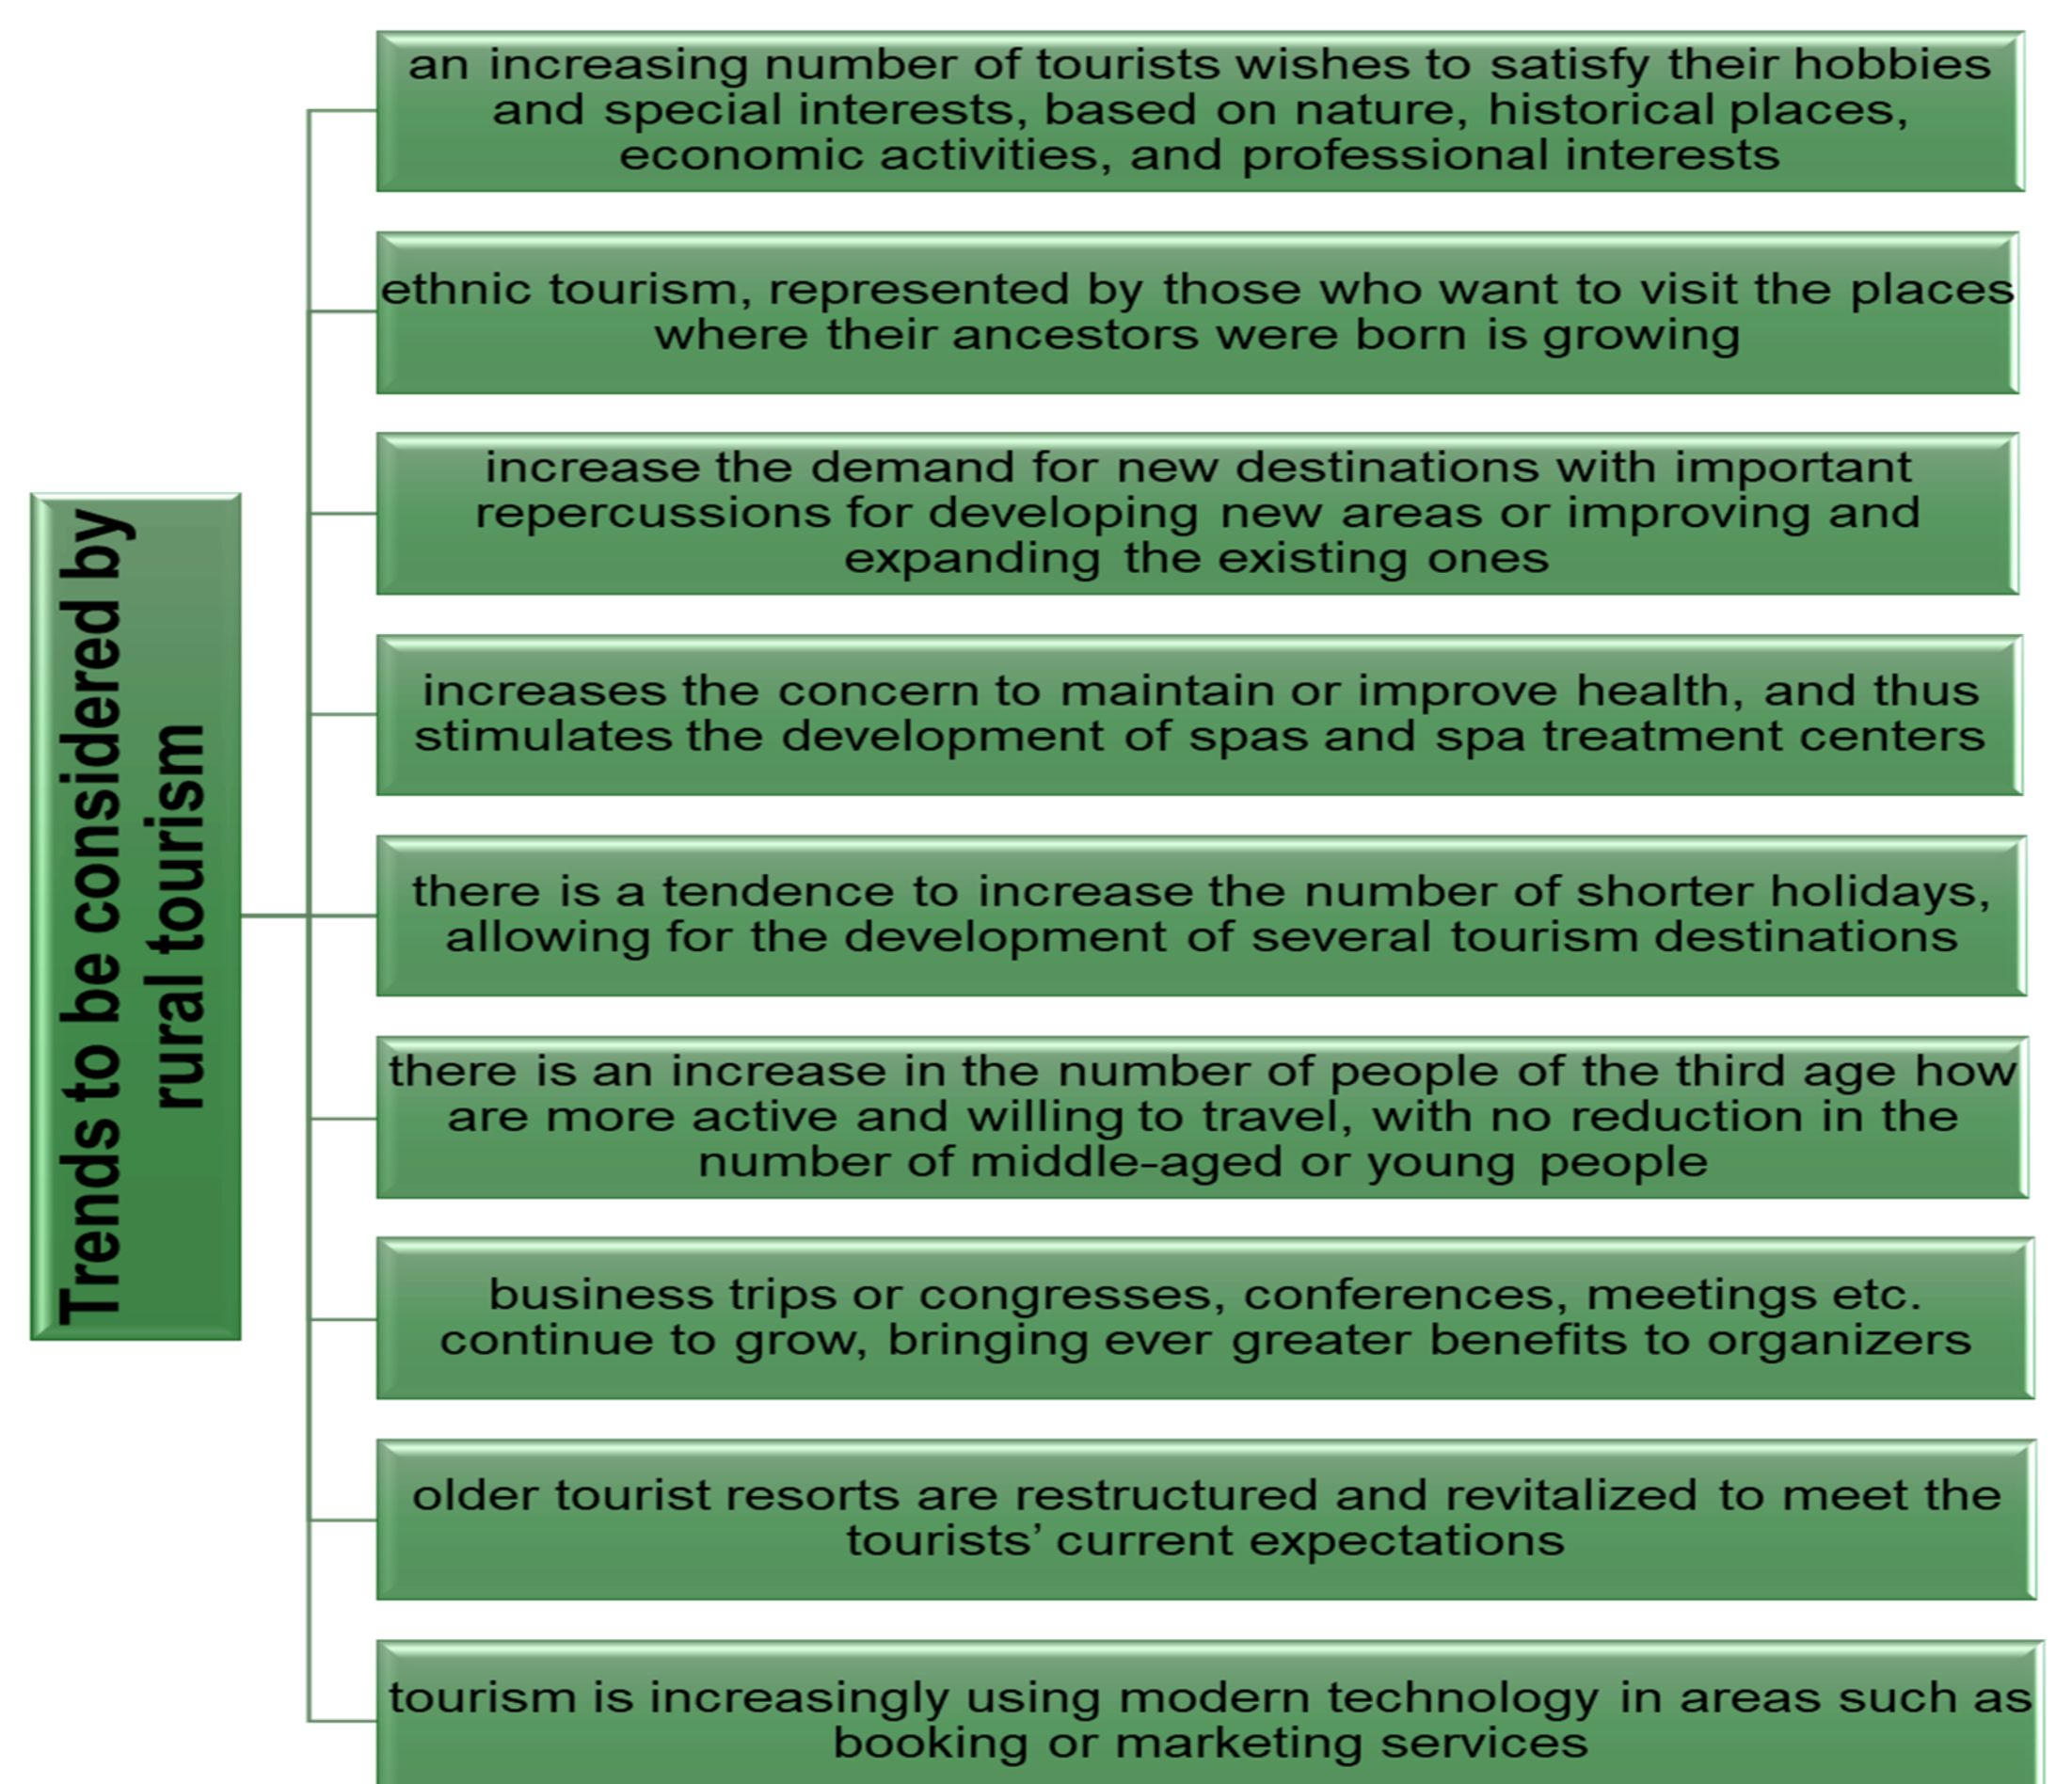 Trends to be considered by
rural tourism
an increasing number of tourists wishes to satisfy their hobbies
and special interests, based on nature, historical places,
economic activities, and professional interests
ethnic tourism, represented by those who want to visit the places
where their ancestors were born is growing
increase the demand for new destinations with important
repercussions for developing new areas or improving and
expanding the existing ones
increases the concern to maintain or improve health, and thus
stimulates the development of spas and spa treatment centers
there is a tendence to increase the number of shorter holidays,
allowing for the development of several tourism destinations
there is an increase in the number of people of the third age how
are more active and willing to travel, with no reduction in the
number of middle-aged or young people
business trips or congresses, conferences, meetings etc.
continue to grow, bringing ever greater benefits to organizers
older tourist resorts are restructured and revitalized to meet the
tourists’ current expectations
tourism is increasingly using modern technology in areas such as
booking or marketing services